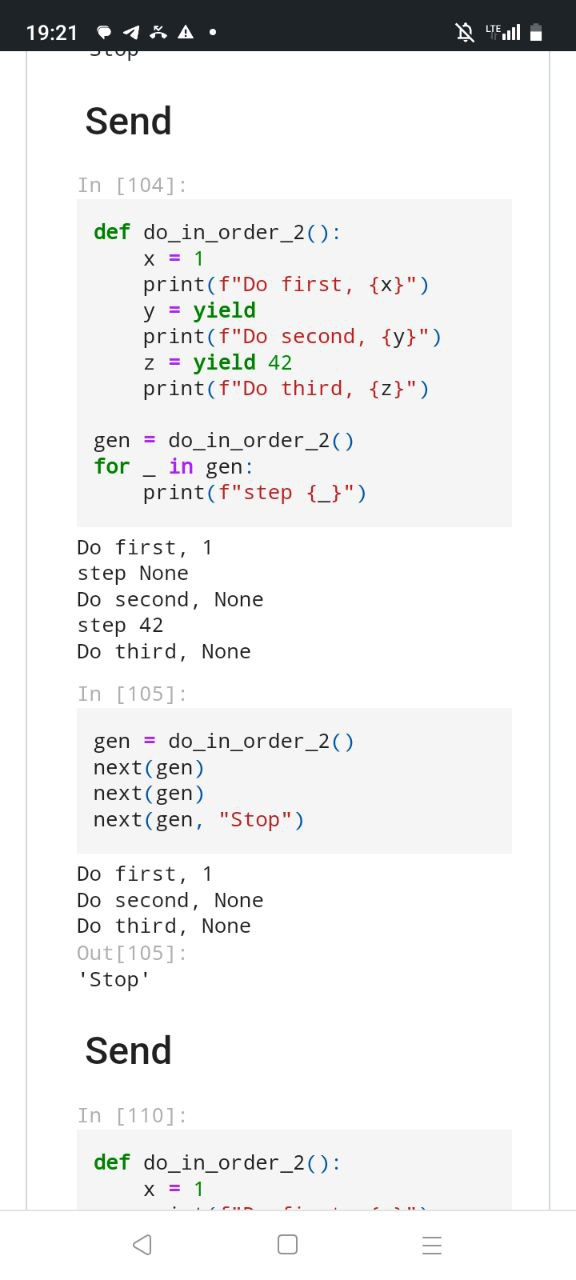 19:21
LTE
Send
In [104]:
def do_in_order_2():
    x = 1
    print(f"Do first, {x}")
    y = yield
    print(f"Do second, {y}")
    z = yield 42
    print(f"Do third, {z}")
gen = do_in_order_2()
for _ in gen:
    print(f"step {_}")
Do first, 1
step None
Do second, None
step 42
Do third, None
In [105]:
gen = do_in_order_2()
next(gen)
next(gen)
next(gen, "Stop")
Do first, 1
Do second, None
Do third, None
Out[105]:
'Stop'
Send
In [110]:
def do_in_order_2():
    x = 1